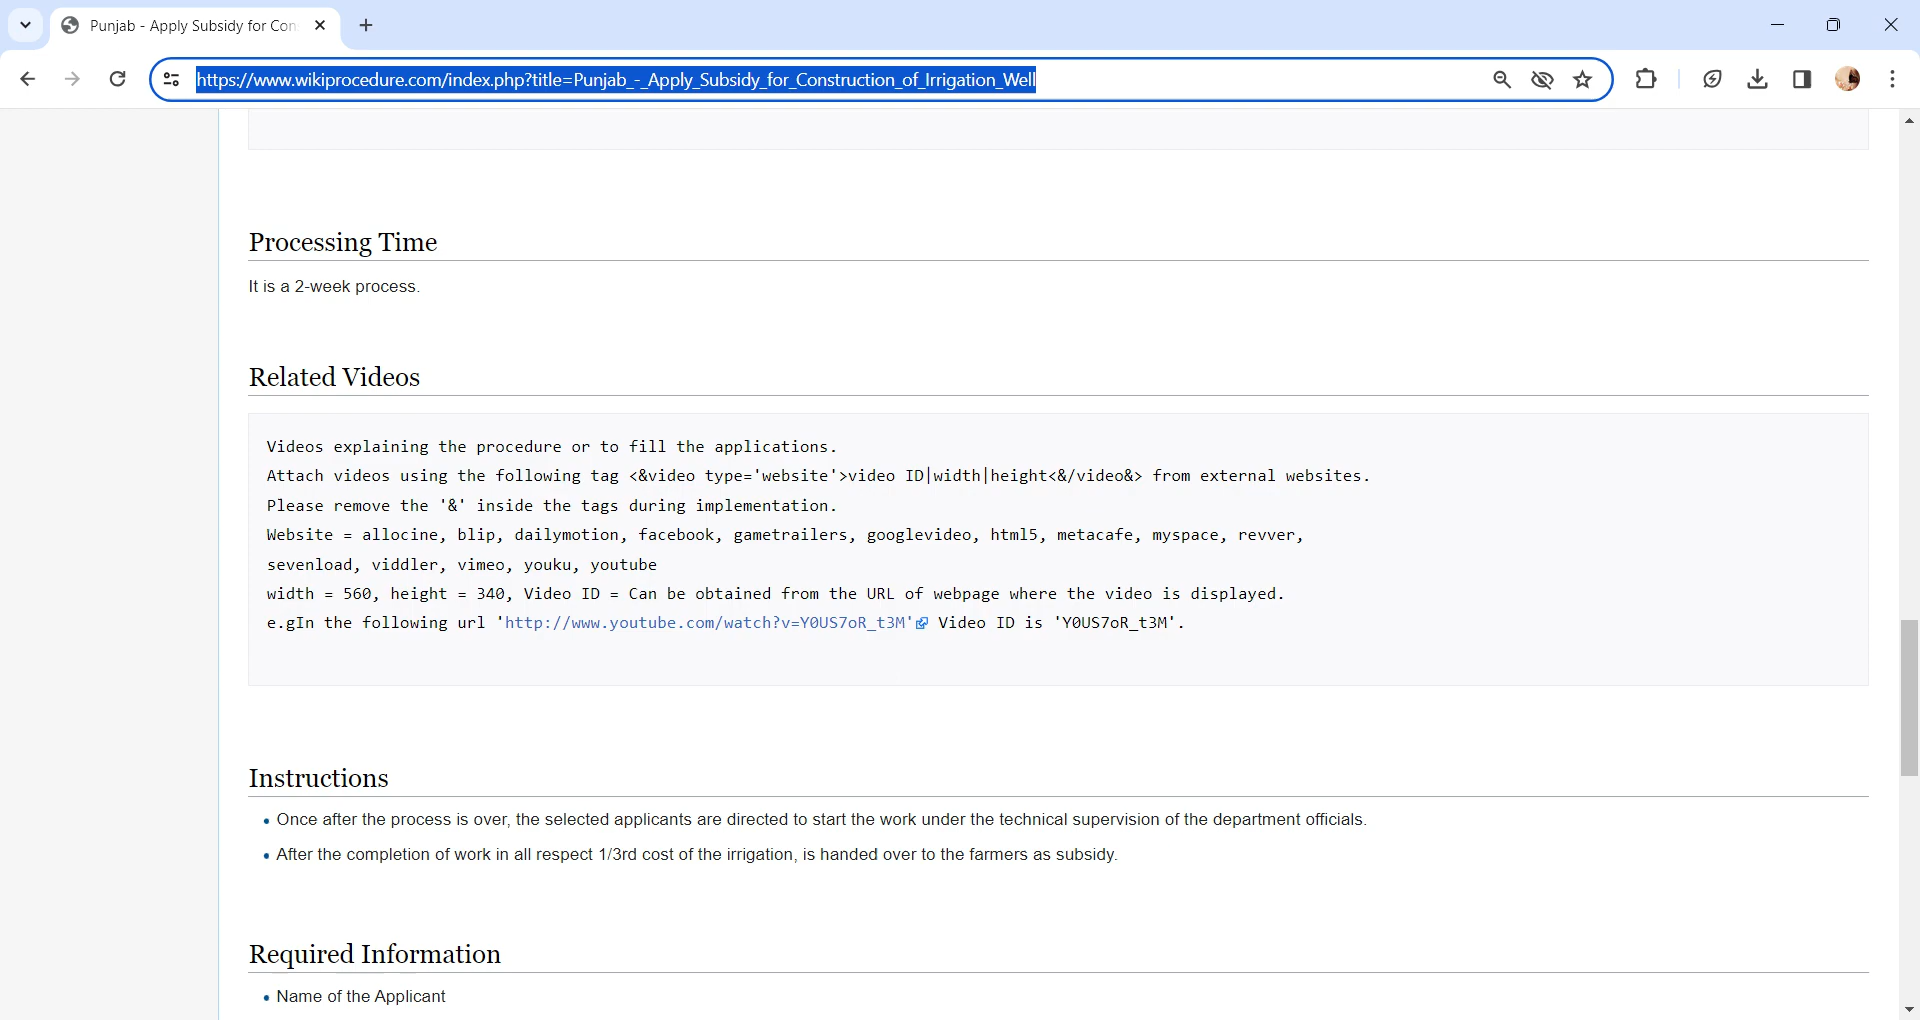 Punjab - Apply Subsidy for Con
https://www.wikiprocedure.com/index.php?title=Punjab_-_Apply_Subsidy_for_Construction_of_Irrigation_Well
Processing Time
It is a 2-week process.
Related Videos
Videos explaining the procedure or to fill the applications.
Attach videos using the following tag <&video type='website'>video ID|width|height<&/video&> from external websites.
Please remove the '&' inside the tags during implementation.
Website = allocine, blip, dailymotion, facebook, gametrailers, googlevideo, html5, metacafe, myspace, revver,
sevenload, viddler, vimeo, youku, youtube
width = 560, height = 340, Video ID = Can be obtained from the URL of webpage where the video is displayed.
e.gIn the following url 'http://www.youtube.com/watch?v=Y0US7oR_t3M' Video ID is 'Y0US7oR_t3M'.
Instructions
• Once after the process is over, the selected applicants are directed to start the work under the technical supervision of the department officials.
• After the completion of work in all respect 1/3rd cost of the irrigation, is handed over to the farmers as subsidy.
Required Information
• Name of the Applicant